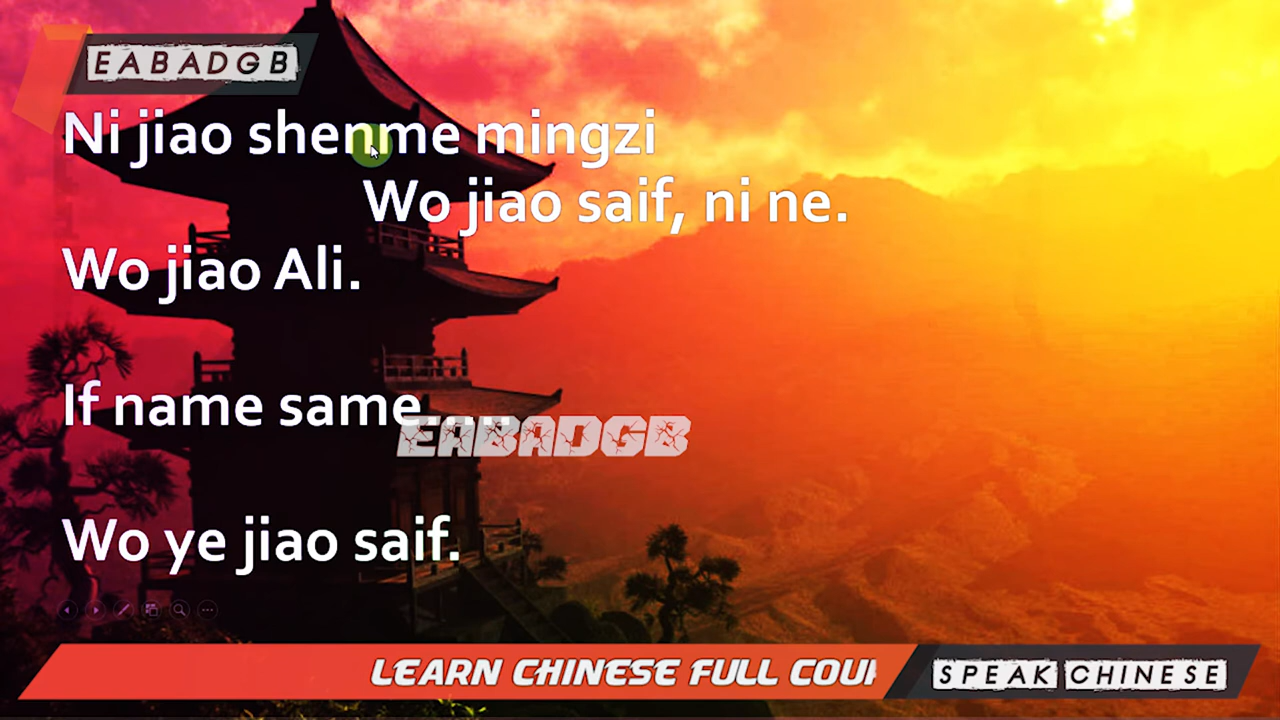 EABADGB
Ni jiao shenme mingzi
Wo jiao saif, ni ne.
Wo jiao Ali.
If name same.....
EABADGB
Wo ye jiao saif.
LEARN CHINESE FULL COU
SPEAK CHINESE